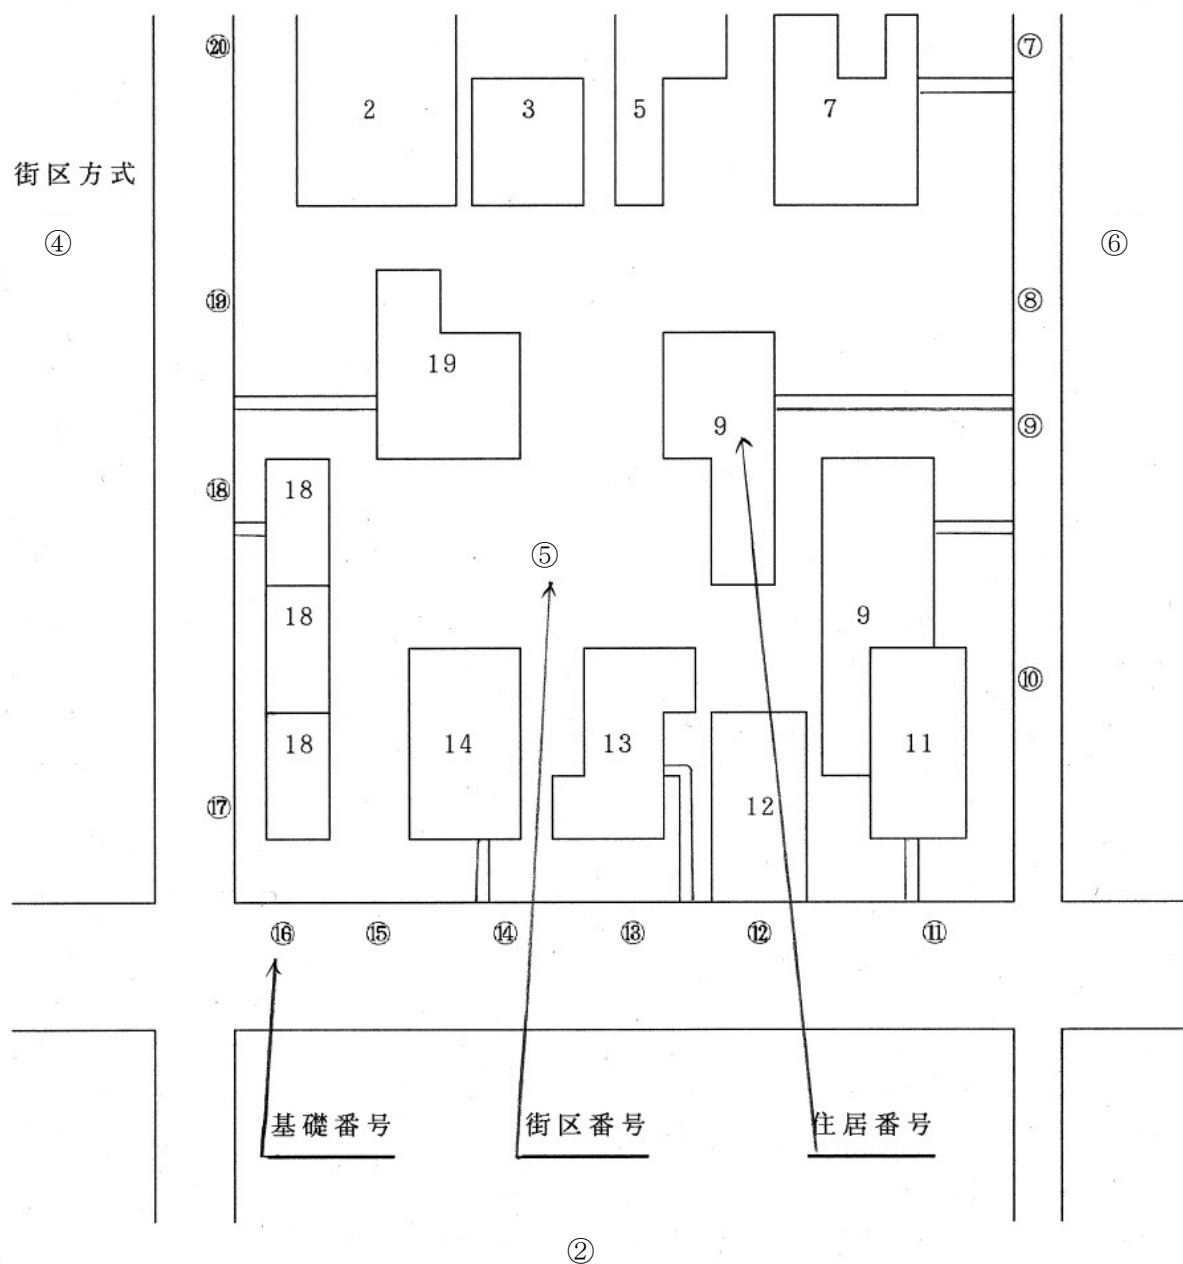 ⑳ ⑦
2 3 5 7
街区方式
④ ⑥
⑲ ⑧
19
9 ⑨
⑱ 18
⑤
18 9
⑩
18 14 13 11
⑰ 12
⑯ ⑮ ⑭ ⑬ ⑫ ⑪
基礎番号 街区番号 住居番号
②